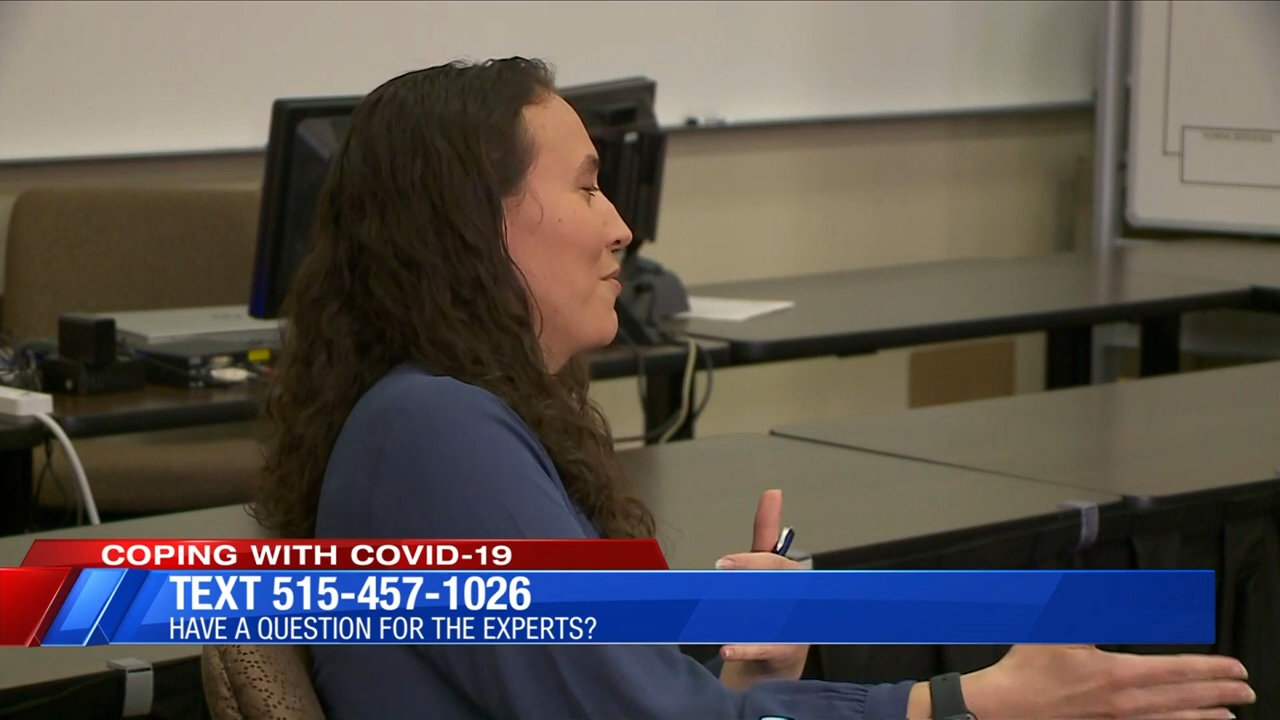 COPING WITH COVID-19
TEXT 515-457-1026
HAVE A QUESTION FOR THE EXPERTS?